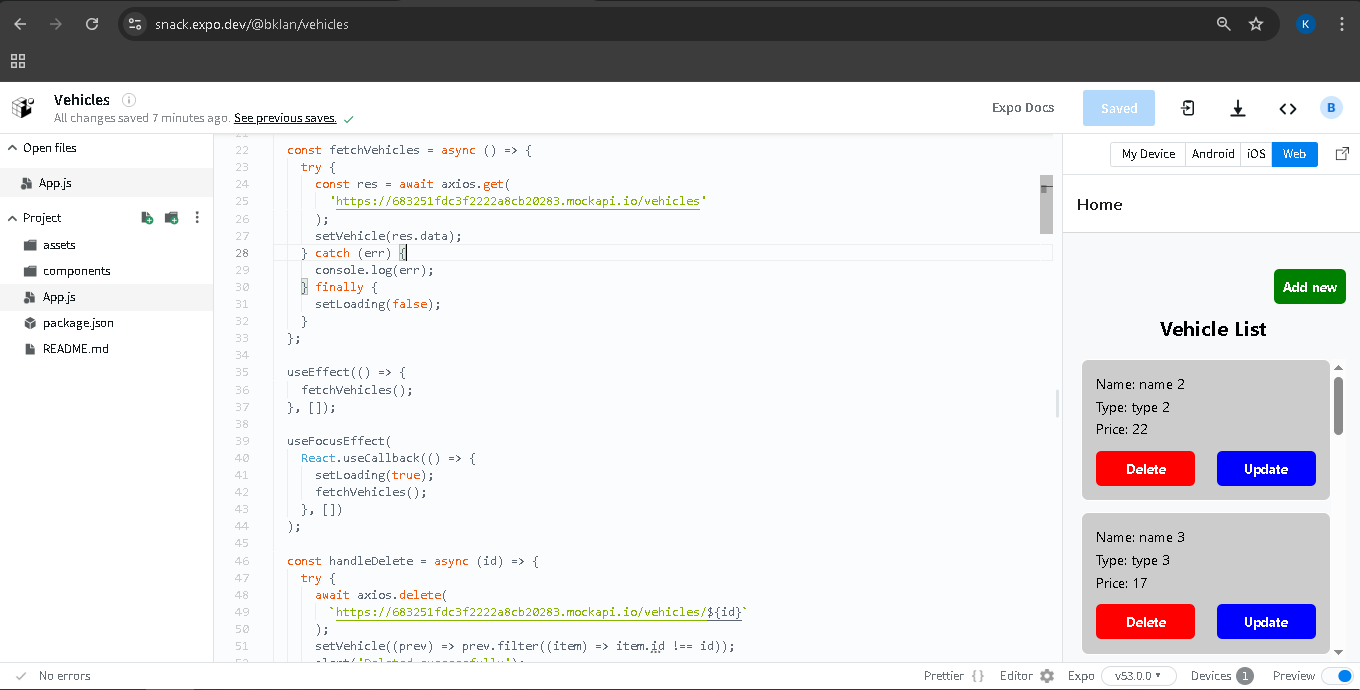 snack.expo.dev/@bklan/vehicles
K
Vehicles
All changes saved 7 minutes ago. See previous saves.
Expo Docs
Saved
B
Open files
App.js
Project
assets
components
App.js
package.json
README.md
21
22 const fetchVehicles = async () => {
23 try {
24 const res = await axios.get(
25 'https://683251fdc3f2222a8cb20283.mockapi.io/vehicles'
26 );
27 setVehicle(res.data);
28 } catch (err) {
29 console.log(err);
30 } finally {
31 setLoading(false);
32 }
33 };
34
35 useEffect(() => {
36 fetchVehicles();
37 }, []);
38
39 useFocusEffect(
40 React.useCallback(() => {
41 setLoading(true);
42 fetchVehicles();
43 }, [])
44 );
45
46 const handleDelete = async (id) => {
47 try {
48 await axios.delete(
49 `https://683251fdc3f2222a8cb20283.mockapi.io/vehicles/${id}`
50 );
51 setVehicle((prev) => prev.filter((item) => item.id !== id));
My Device
Android
iOS
Web
Home
Add new
Vehicle List
Name: name 2
Type: type 2
Price: 22
Delete
Update
Name: name 3
Type: type 3
Price: 17
Delete
Update
No errors
Prettier { }
Editor
Expo
v53.0.0
Devices 1
Preview